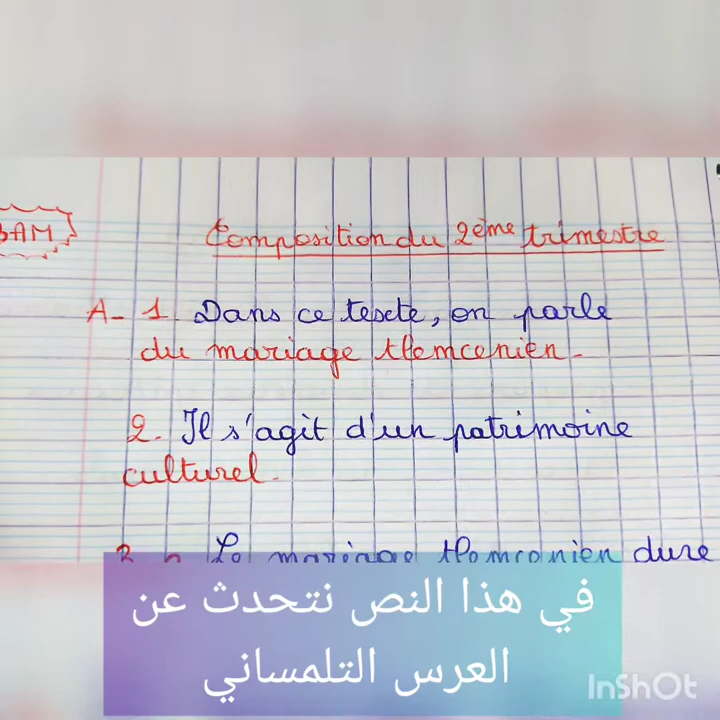 BAM
Composition du 2ème trimestre
A- 1. Dans ce texte, on parle
du mariage tlemcenien.
2. Il s'agit d'un patrimoine
culturel.
Le mariage tlemcenien dure
في هذا النص نتحدث عن
العرس التلمساني
InShOt